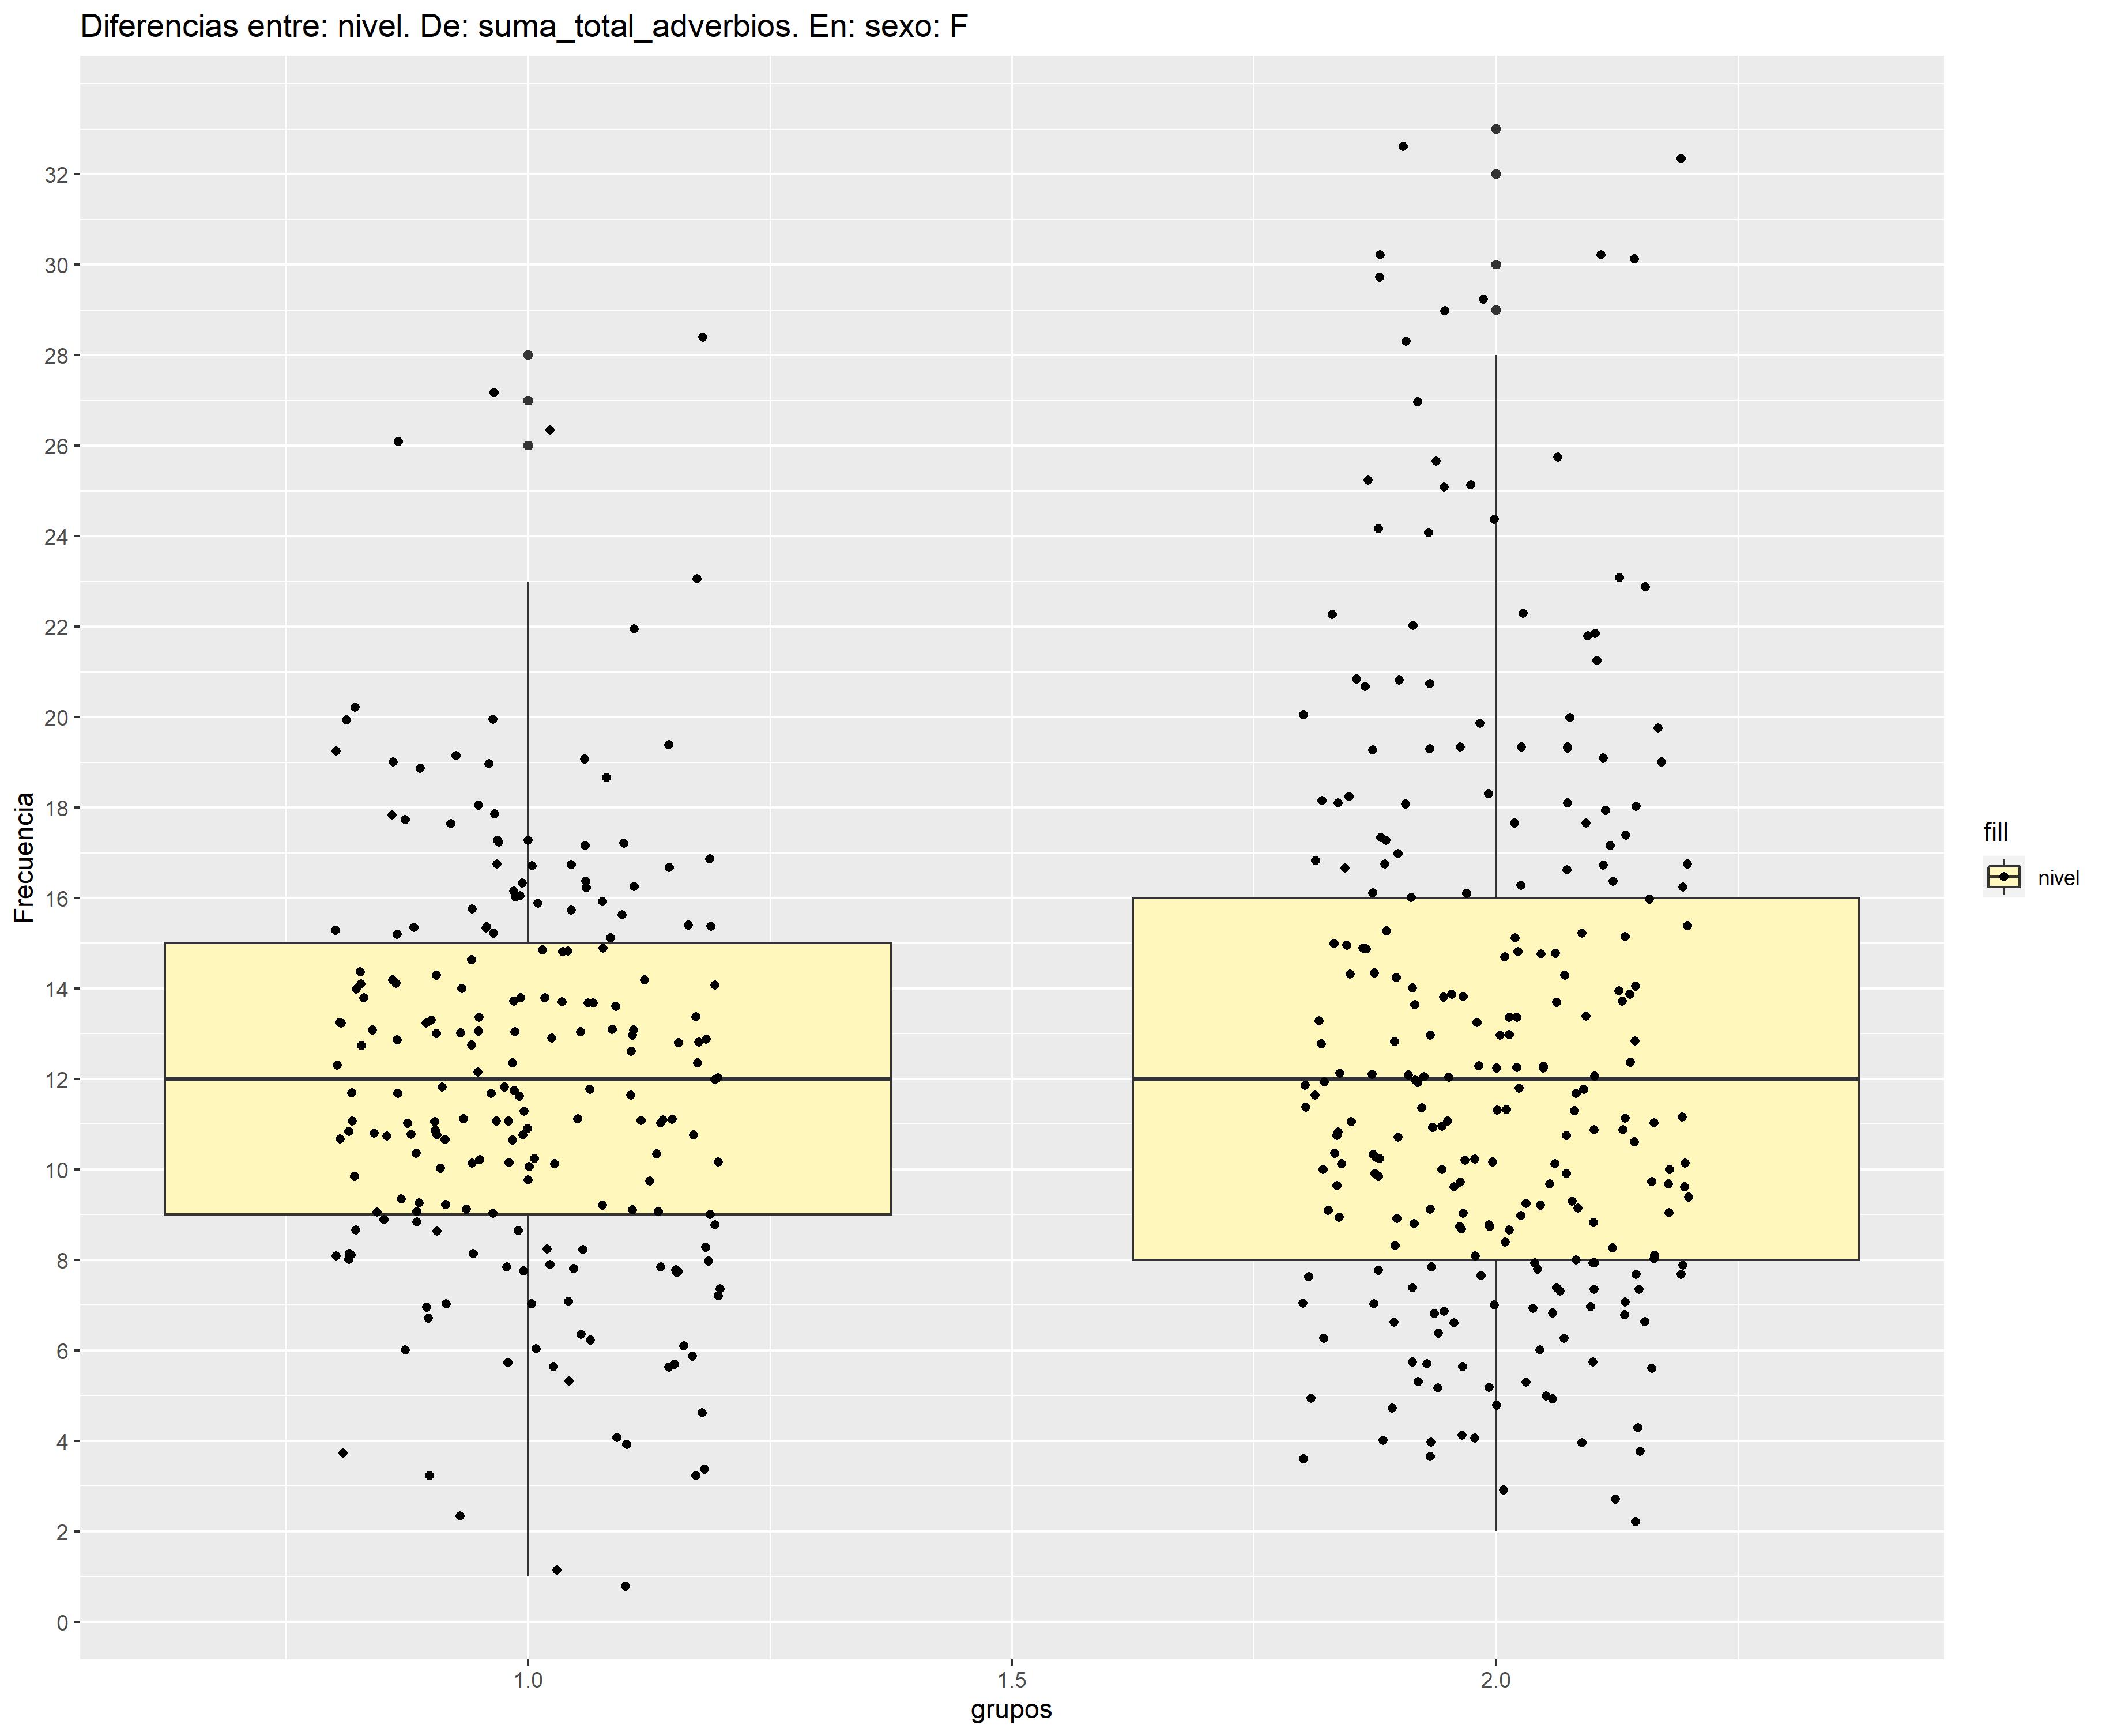 Diferencias entre: nivel. De: suma_total_adverbios. En: sexo: F
Frecuencia
32
30
28
26
24
22
20
18
16
14
12
10
8
6
4
2
0
1.0 1.5 2.0
grupos
fill
nivel